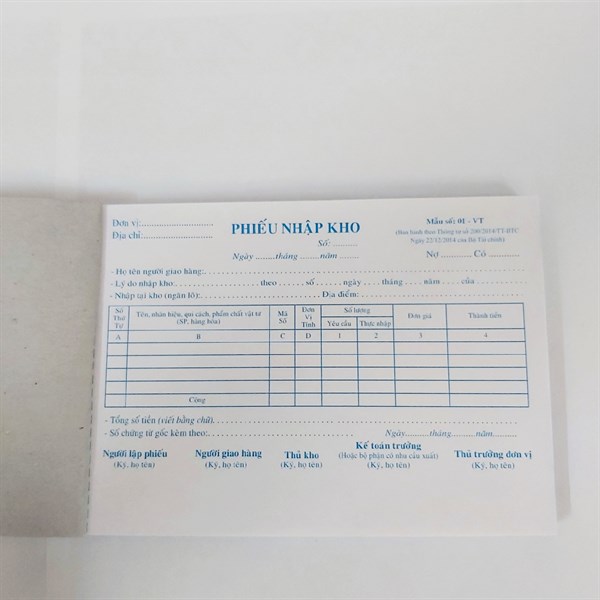 Đơn vị:............................
Địa chỉ:............................
PHIẾU NHẬP KHO
Số: ..........
Ngày ........tháng ........năm .........
Mẫu số: 01 - VT
(Ban hành theo Thông tư số 200/2014/TT-BTC
Ngày 22/12/2014 của Bộ Tài chính)
Nợ ........... Có ...........
- Họ tên người giao hàng:.................................................
- Lý do nhập kho:..................... theo ...... số ....... ngày ..... tháng ..... năm ..... của .......
- Nhập tại kho (ngăn lô):........................... Địa điểm:.....................................
Số Thứ Tự
Tên, nhãn hiệu, qui cách, phẩm chất vật tư (SP, hàng hóa)
Mã Số
Đơn Vị Tính
Số lượng
Yêu cầu
Thực nhập
Đơn giá
Thành tiền
A B C D 1 2 3 4
Cộng
- Tổng số tiền (viết bằng chữ)..................................................
- Số chứng từ gốc kèm theo:...................................
Ngày.........tháng.........năm.........
Người lập phiếu
(Ký, họ tên)
Người giao hàng
(Ký, họ tên)
Thủ kho
(Ký, họ tên)
Kế toán trưởng
(Hoặc bộ phận có nhu cầu xuất)
(Ký, họ tên)
Thủ trưởng đơn vị
(Ký, họ tên)